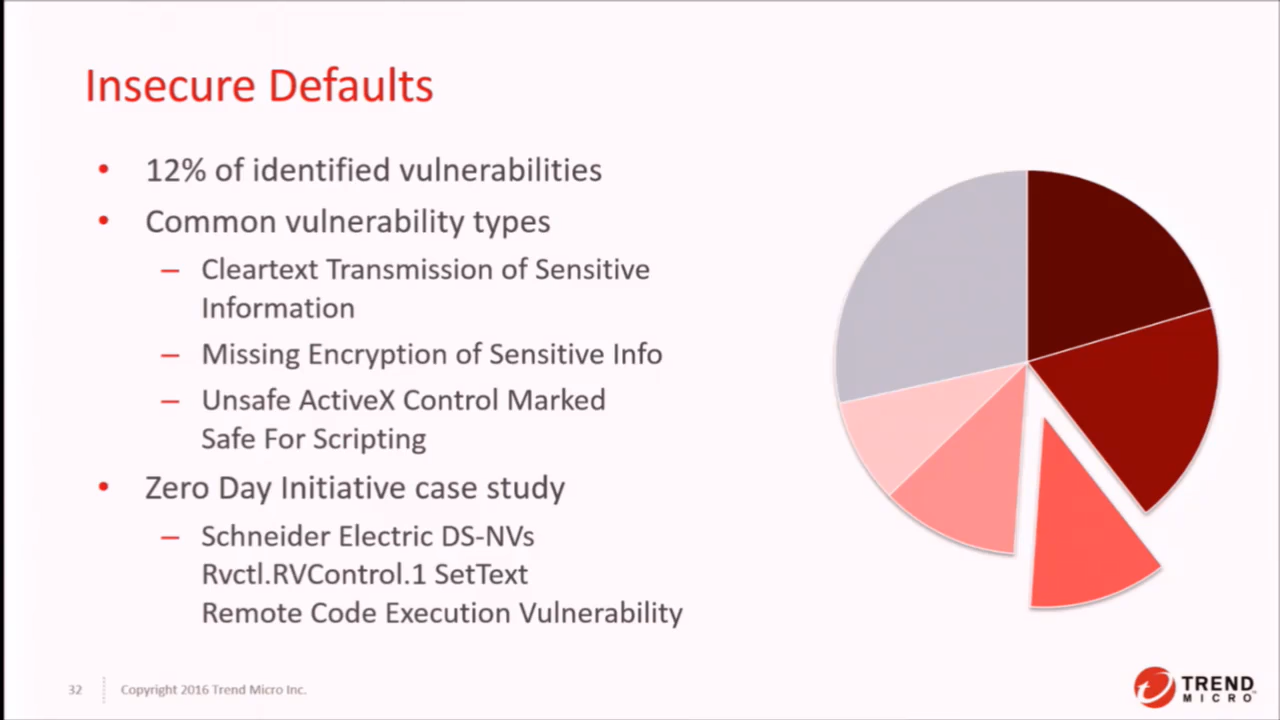 Insecure Defaults
• 12% of identified vulnerabilities
• Common vulnerability types
– Cleartext Transmission of Sensitive
Information
– Missing Encryption of Sensitive Info
– Unsafe ActiveX Control Marked
Safe For Scripting
• Zero Day Initiative case study
– Schneider Electric DS-NVs
Rvctl.RVControl.1 SetText
Remote Code Execution Vulnerability
32
Copyright 2016 Trend Micro Inc.
TREND
MICRO